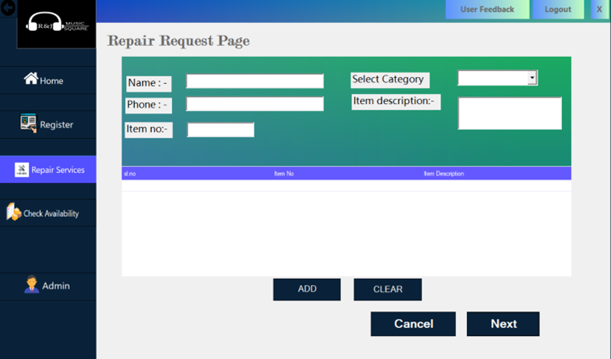 MUSIC
SQUARE
User Feedback
Logout
X
Repair Request Page
Home
Register
Repair Services
Check Availability
Admin
Name : -
Select Category
Phone : -
Item description:-
Item no:-
sl.no
Item No
Item Description
ADD
CLEAR
Cancel
Next